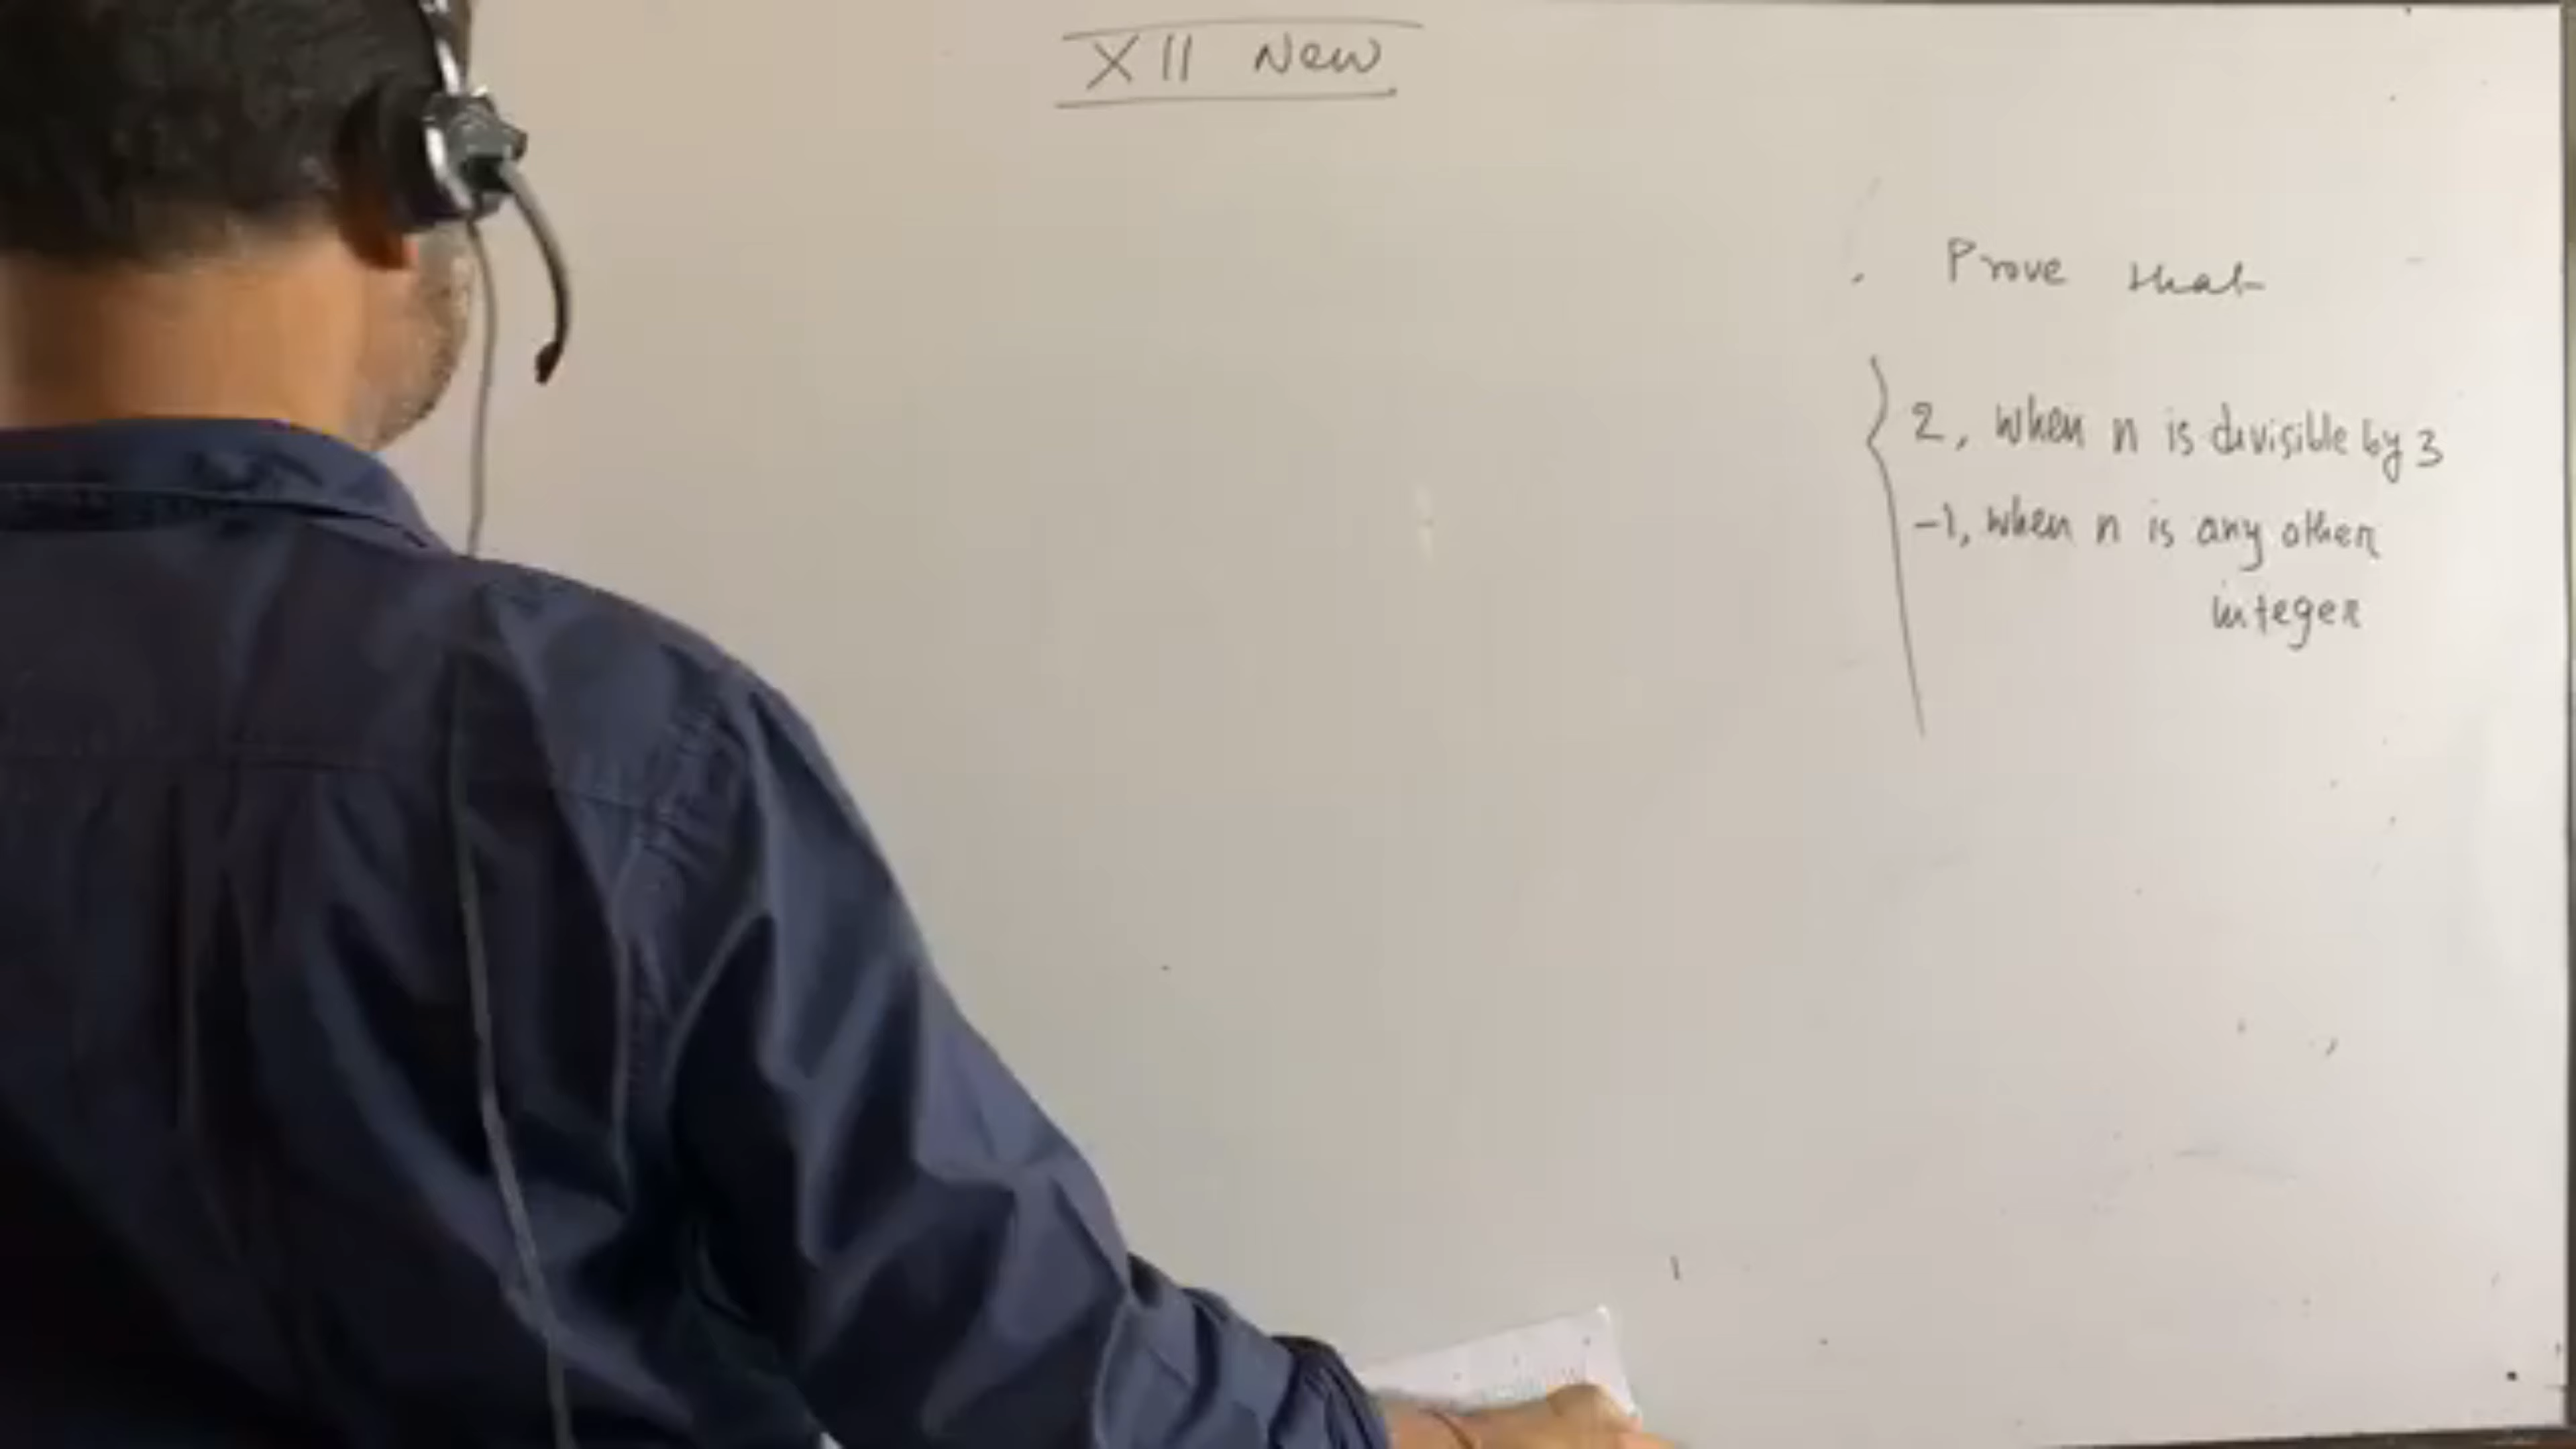 XII New
Prove that
2, when n is divisible by 3
-1, when n is any other
integer